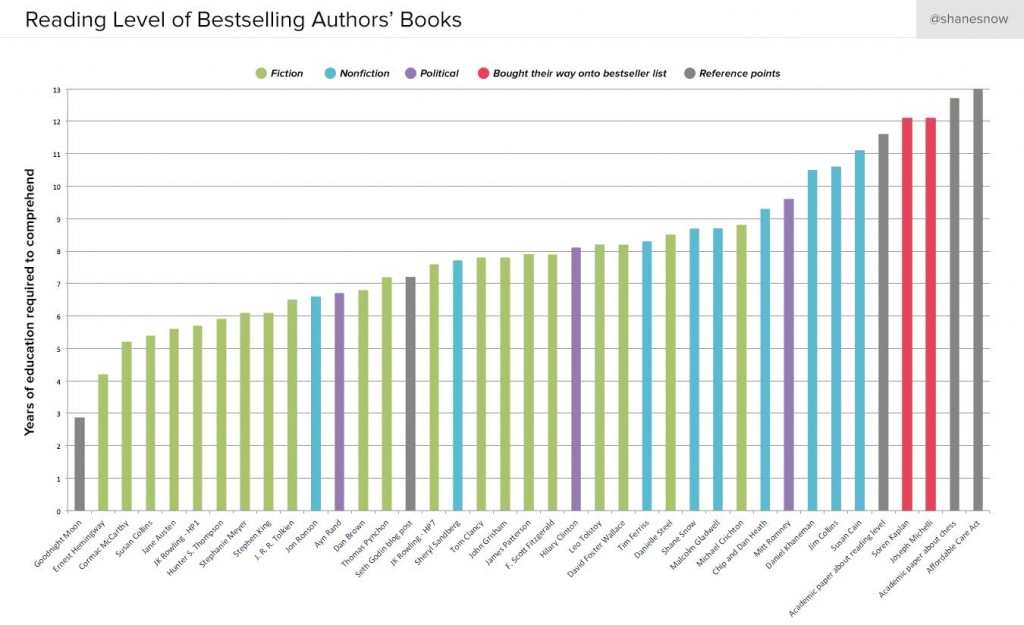 Reading Level of Bestselling Authors' Books
@shanesnow
Fiction
Nonfiction
Political
Bought their way onto bestseller list
Reference points
Years of education required to comprehend
13
12
11
10
9
8
7
6
5
4
3
2
1
0
Goodnight Moon
Ernest Hemingway
Cormac McCarthy
Susan Collins
Jane Austen
JK Rowling - HP1
Hunter S. Thompson
Stephanie Meyer
Stephen King
J. R. R. Tolkien
Jon Ronson
Ayn Rand
Dan Brown
Thomas Pynchon
Seth Godin blog post
JK Rowling - HP7
Sheryl Sandberg
Tom Clancy
John Grisham
James Patterson
F. Scott Fitzgerald
Hilary Clinton
Leo Tolstoy
David Foster Wallace
Tim Ferriss
Danielle Steel
Shane Snow
Malcolm Gladwell
Michael Crichton
Chip and Dan Heath
Mitt Romney
Daniel Khaneman
Jim Collins
Susan Cain
Academic paper about reading level
Soren Kaplan
Joseph Michelli
Academic paper about chess
Affordable Care Act